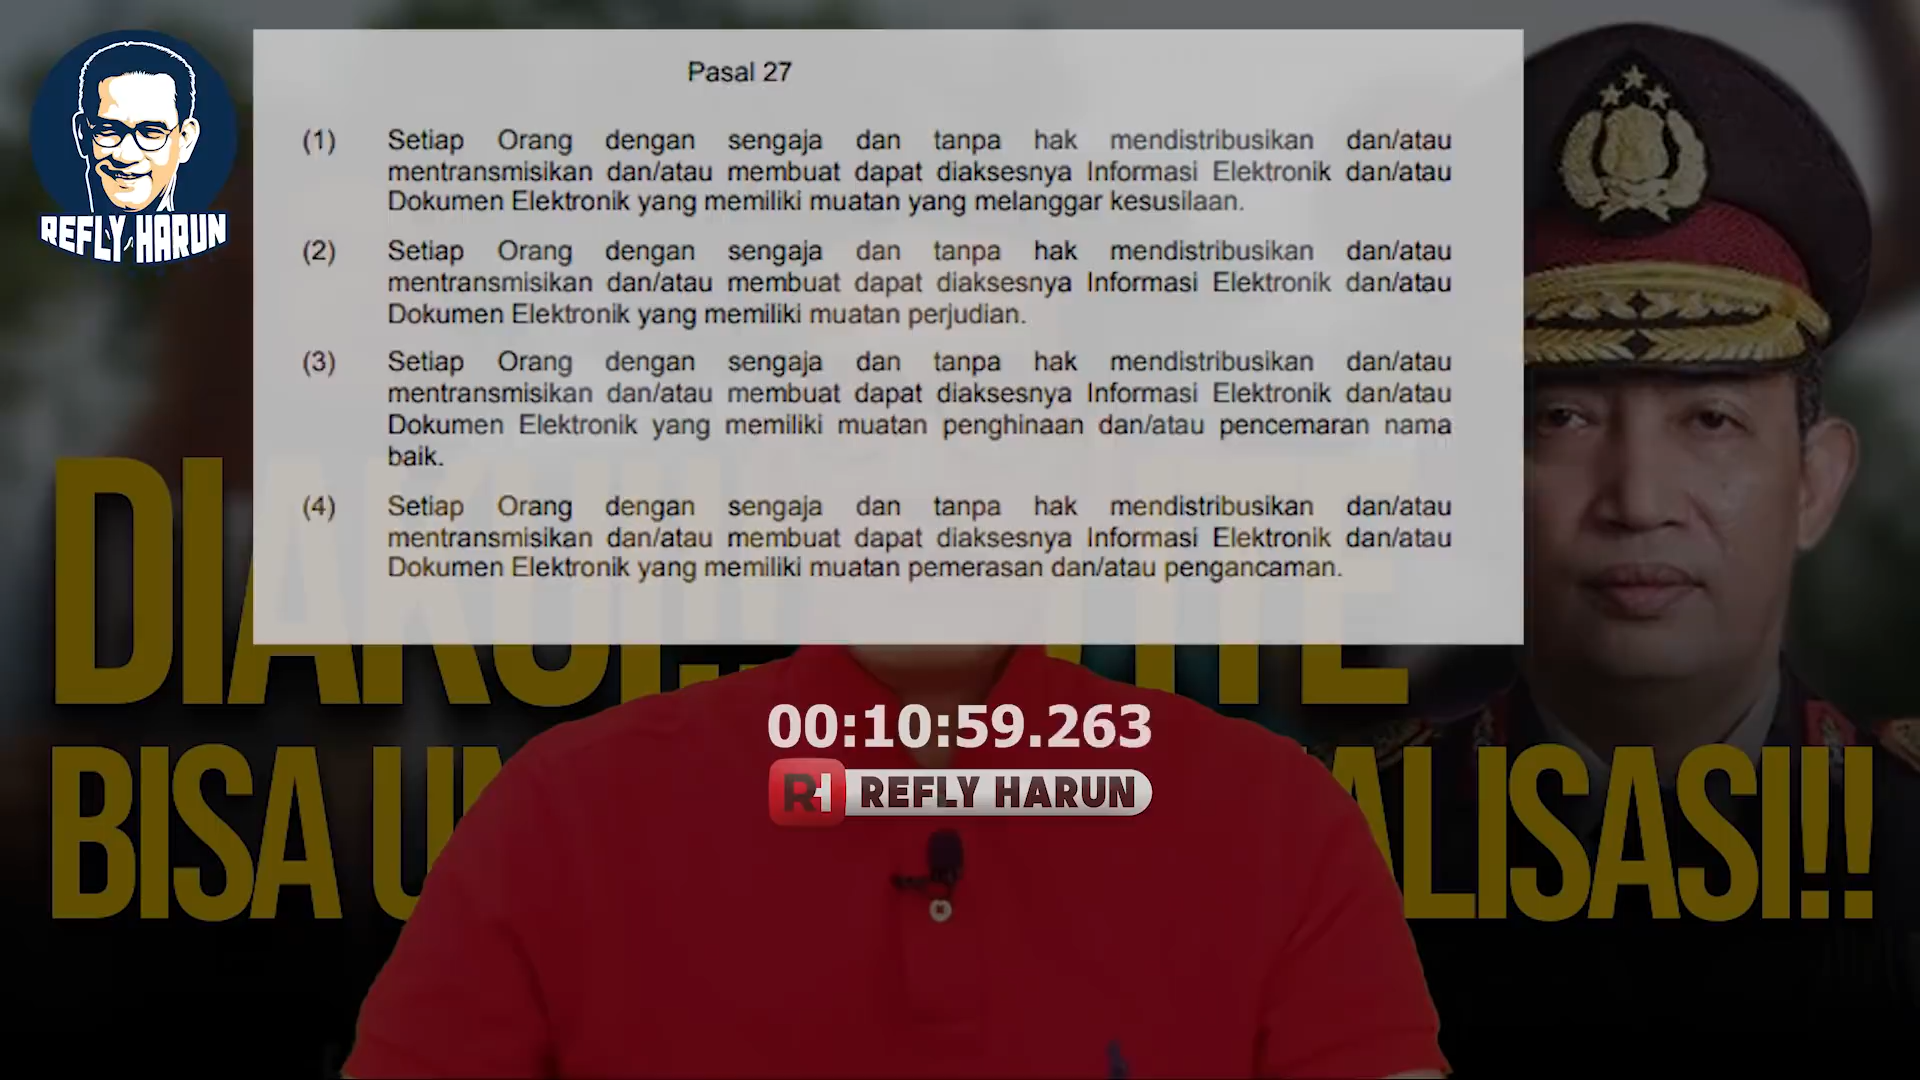 REFLY HARUN
Pasal 27
(1) Setiap Orang dengan sengaja dan tanpa hak mendistribusikan dan/atau
mentransmisikan dan/atau membuat dapat diaksesnya Informasi Elektronik dan/atau
Dokumen Elektronik yang memiliki muatan yang melanggar kesusilaan.
(2) Setiap Orang dengan sengaja dan tanpa hak mendistribusikan dan/atau
mentransmisikan dan/atau membuat dapat diaksesnya Informasi Elektronik dan/atau
Dokumen Elektronik yang memiliki muatan perjudian.
(3) Setiap Orang dengan sengaja dan tanpa hak mendistribusikan dan/atau
mentransmisikan dan/atau membuat dapat diaksesnya Informasi Elektronik dan/atau
Dokumen Elektronik yang memiliki muatan penghinaan dan/atau pencemaran nama
baik.
(4) Setiap Orang dengan sengaja dan tanpa hak mendistribusikan dan/atau
mentransmisikan dan/atau membuat dapat diaksesnya Informasi Elektronik dan/atau
Dokumen Elektronik yang memiliki muatan pemerasan dan/atau pengancaman.
DIAKUI!!
00:10:59.263
RH REFLY HARUN
BISA